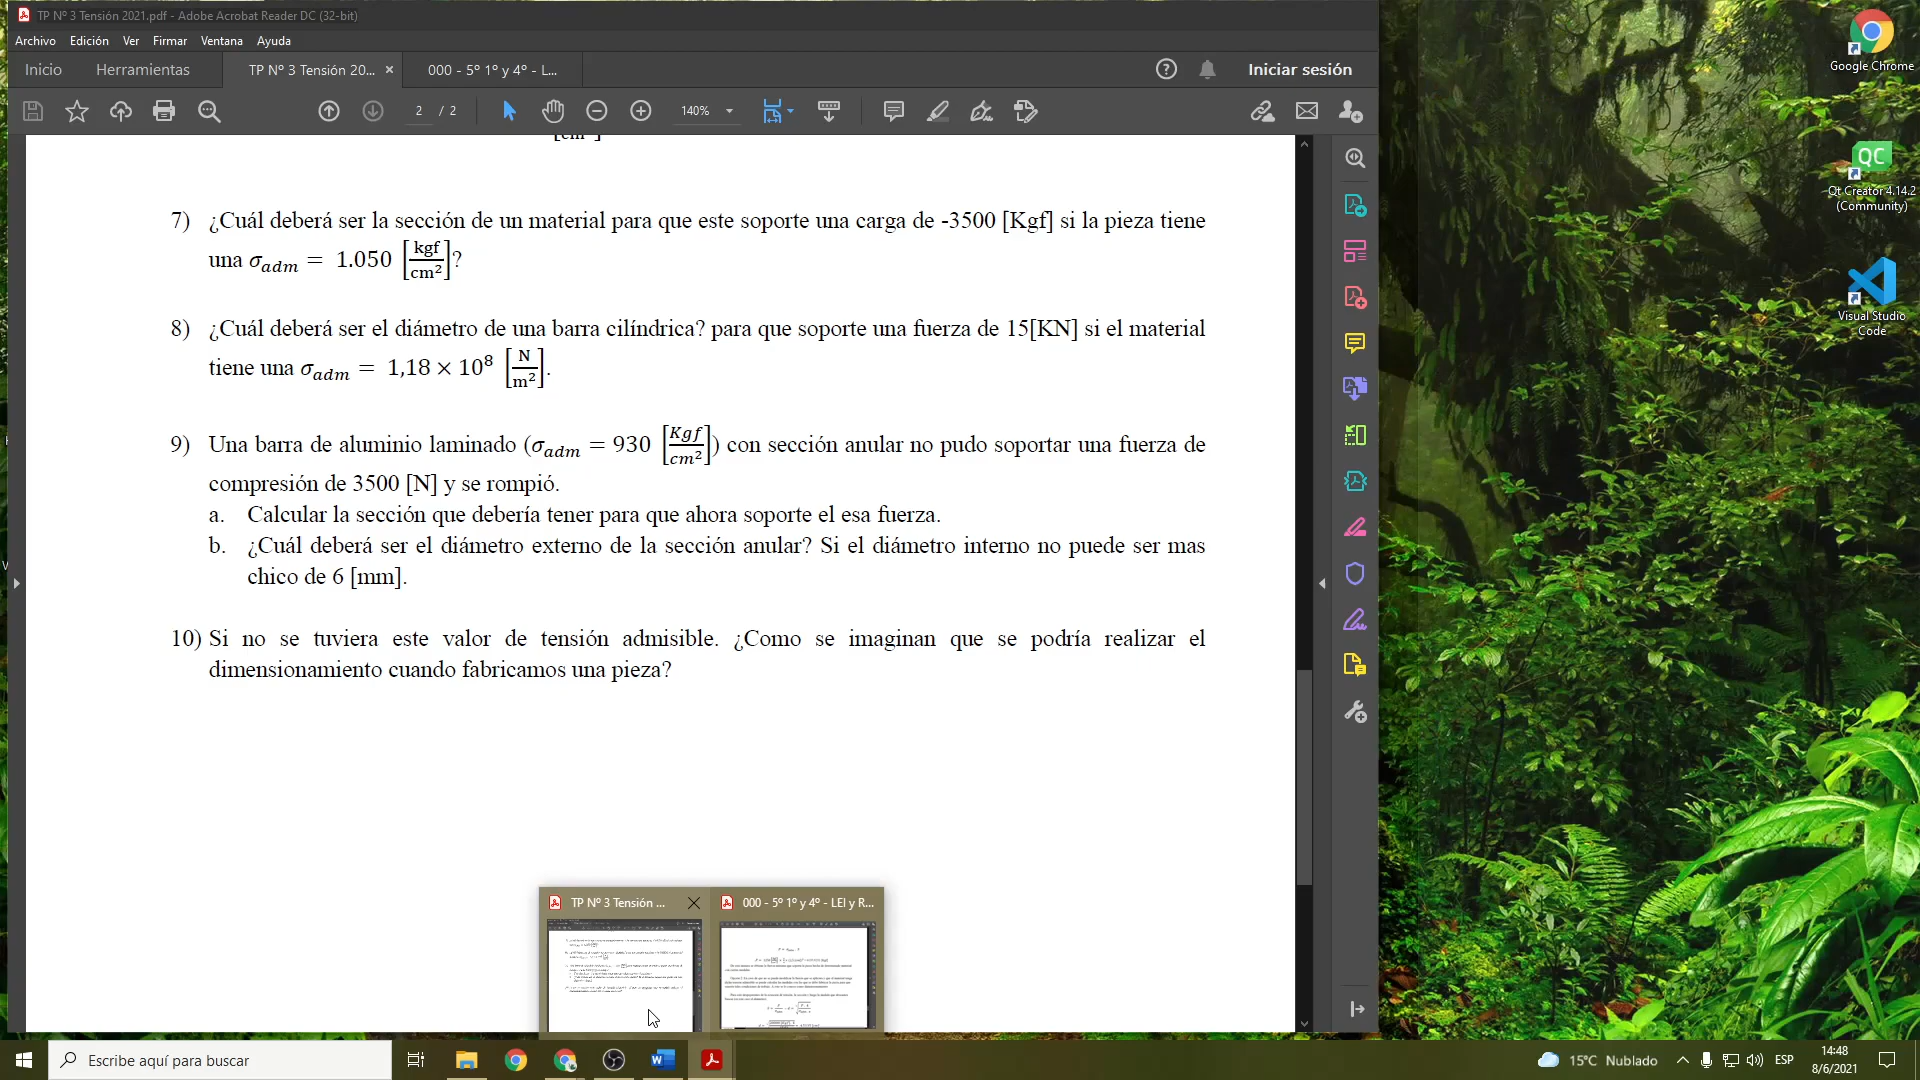 TP Nº 3 Tensión 2021.pdf - Adobe Acrobat Reader DC (32-bit)
Archivo Edición Ver Firmar Ventana Ayuda
Inicio Herramientas TP Nº 3 Tensión 20... × 000 - 5º 1º y 4º - L... Iniciar sesión
2 / 2 140%
7) ¿Cuál deberá ser la sección de un material para que este soporte una carga de -3500 [Kgf] si la pieza tiene
una σadm = 1.050 [kgf/cm²]?
8) ¿Cuál deberá ser el diámetro de una barra cilíndrica? para que soporte una fuerza de 15[KN] si el material
tiene una σadm = 1,18 × 10⁸ [N/m²].
9) Una barra de aluminio laminado (σadm = 930 [Kgf/cm²]) con sección anular no pudo soportar una fuerza de
compresión de 3500 [N] y se rompió.
a. Calcular la sección que debería tener para que ahora soporte el esa fuerza.
b. ¿Cuál deberá ser el diámetro externo de la sección anular? Si el diámetro interno no puede ser mas
chico de 6 [mm].
10) Si no se tuviera este valor de tensión admisible. ¿Como se imaginan que se podría realizar el
dimensionamiento cuando fabricamos una pieza?
TP Nº 3 Tensión ... 000 - 5º 1º y 4º - LEI y R...
Google Chrome
QC
Qt Creator 4.14.2
(Community)
Visual Studio
Code
Escribe aquí para buscar
15°C Nublado
ESP
14:48
8/6/2021